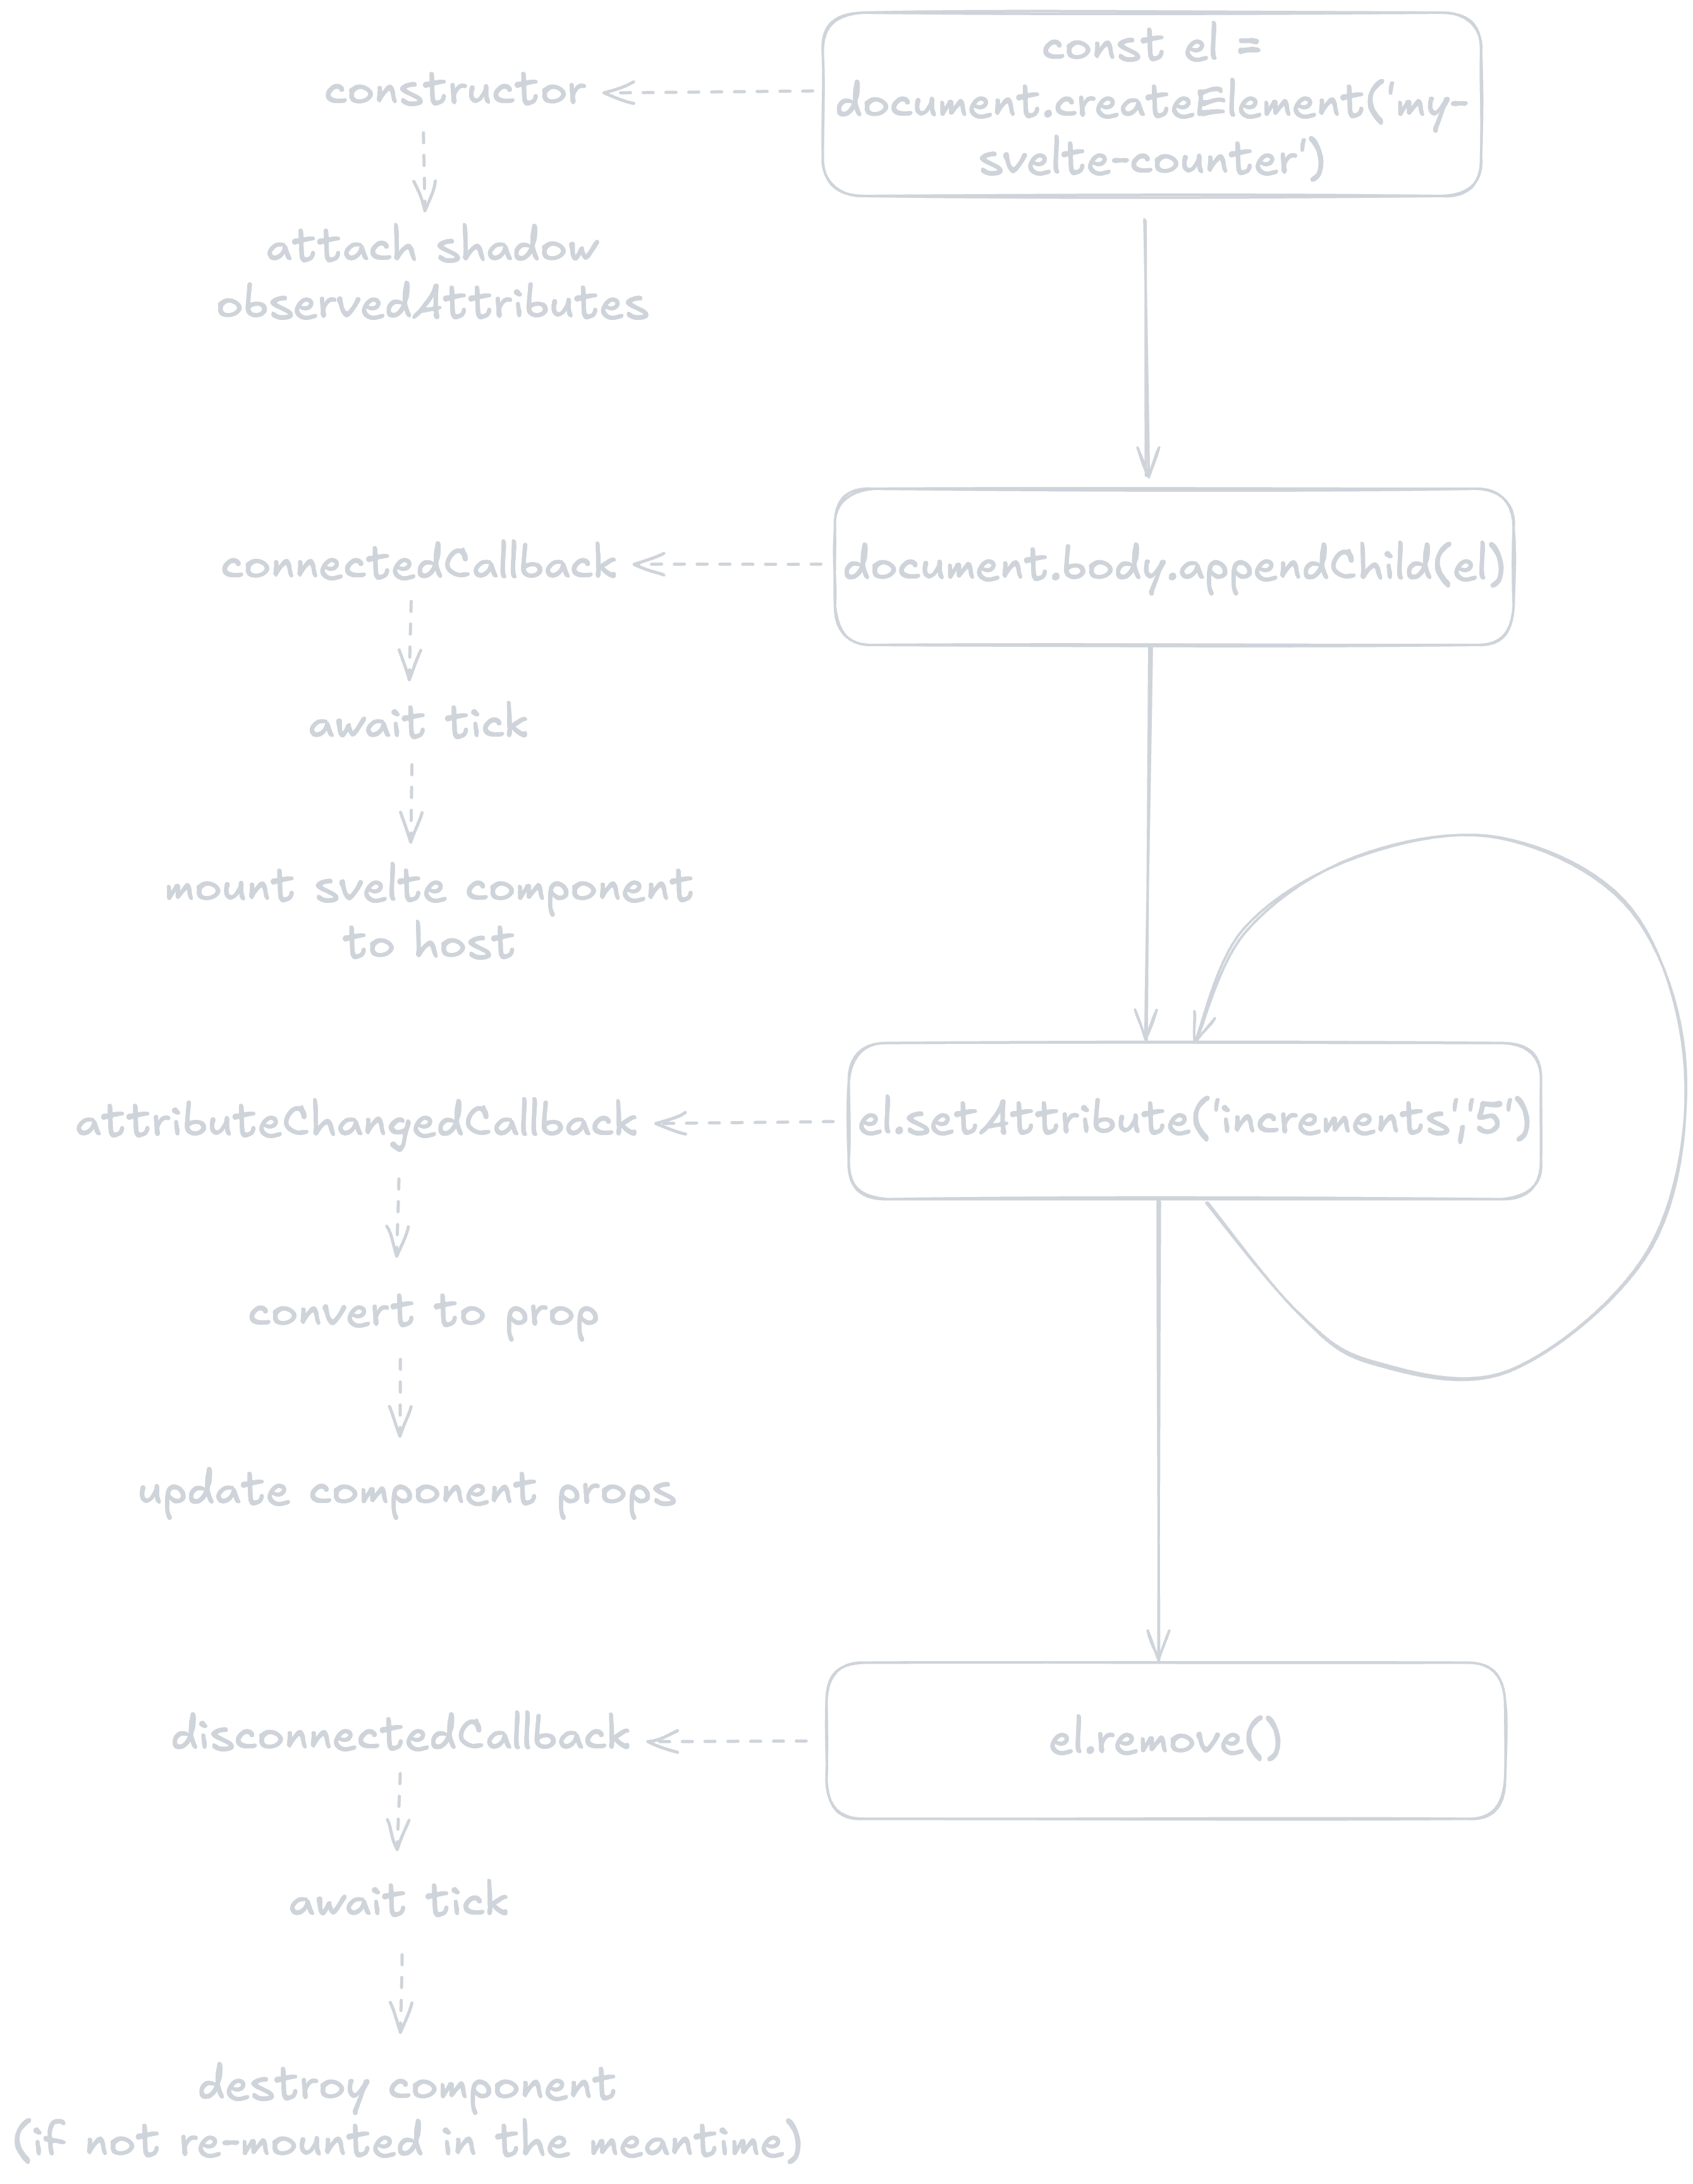 const el =
document.createElement('my-
svelte-counter')
constructor
attach shadow
observedAttributes
document.body.appendChild(el)
connectedCallback
await tick
mount svelte component
to host
el.setAttribute("increments","5")
attributeChangedCallback
convert to prop
update component props
el.remove()
disconnectedCallback
await tick
destroy component
(if not re-mounted in the meantime)